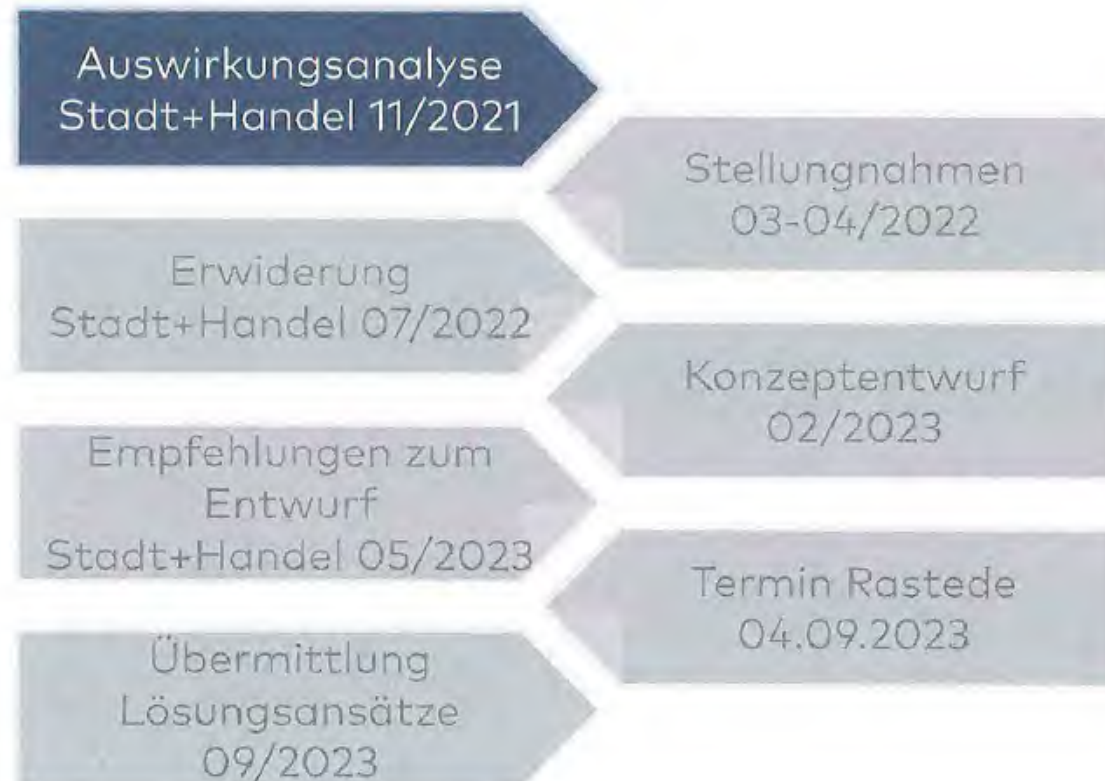 Auswirkungsanalyse
Stadt+Handel 11/2021
Stellungnahmen
03-04/2022
Erwiderung
Stadt+Handel 07/2022
Konzeptentwurf
02/2023
Empfehlungen zum
Entwurf
Stadt+Handel 05/2023
Termin Rastede
04.09.2023
Übermittlung
Lösungsansätze
09/2023